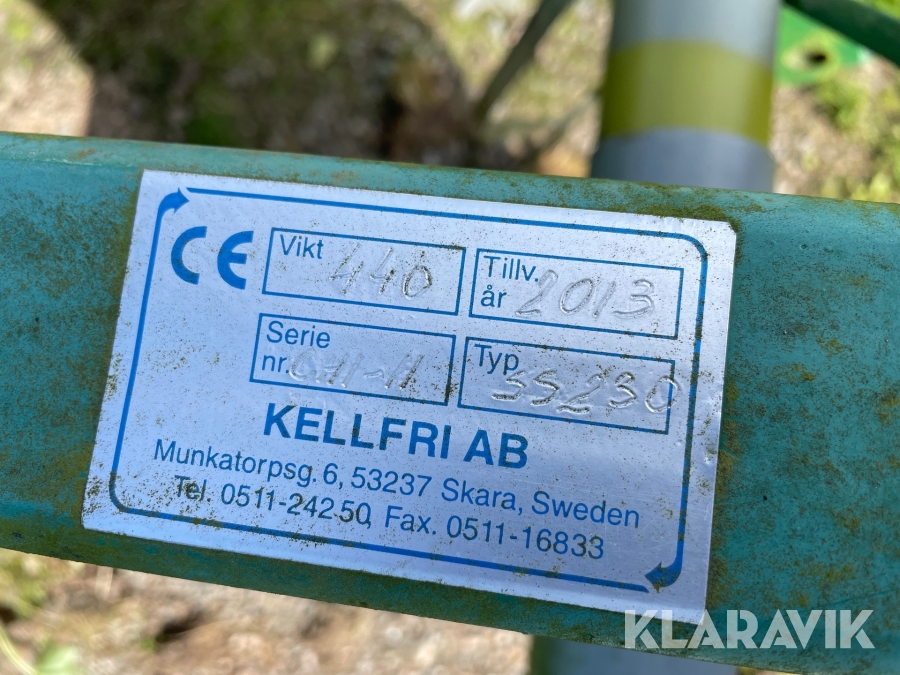 CE
Vikt 440
Tillv. år 2013
Serie nr.
Typ SS230
KELLFRI AB
Munkatorpsg. 6, 53237 Skara, Sweden
Tel. 0511-242 50, Fax. 0511-16833
KLARAVIK